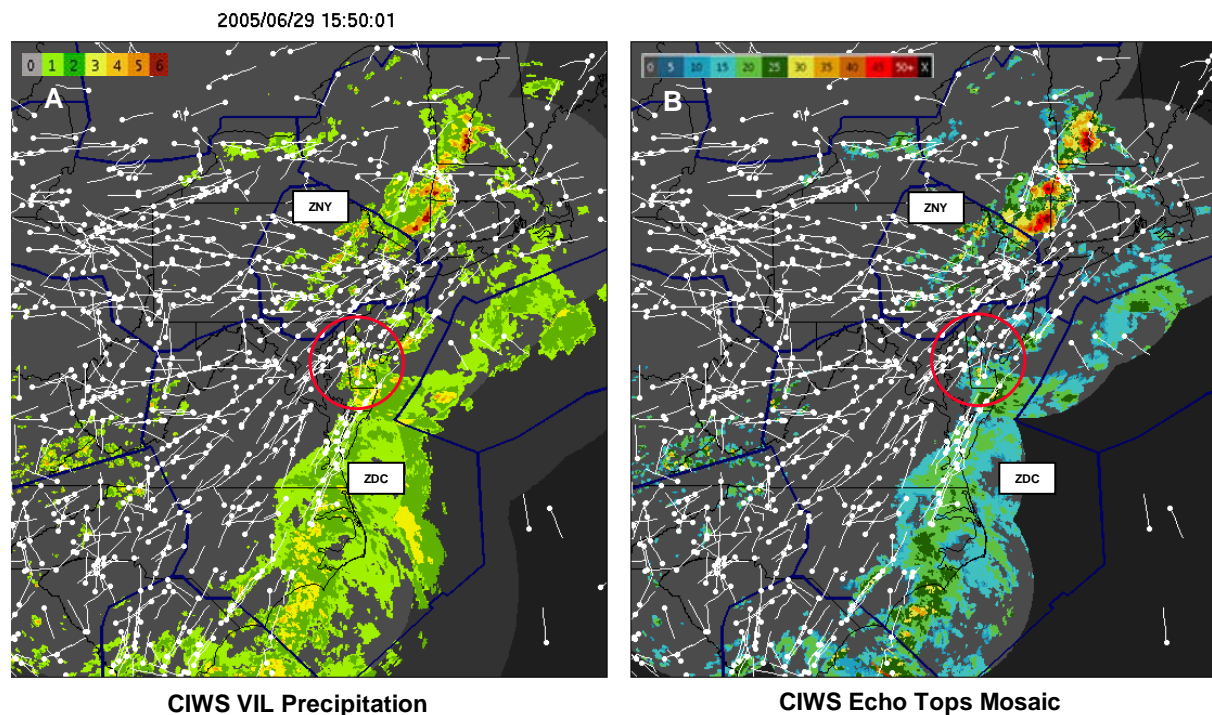 2005/06/29 15:50:01
0 1 2 3 4 5 6
A
ZNY
ZDC
CIWS VIL Precipitation
0 5 10 15 20 25 30 35 40 45 50+ X
B
ZNY
ZDC
CIWS Echo Tops Mosaic